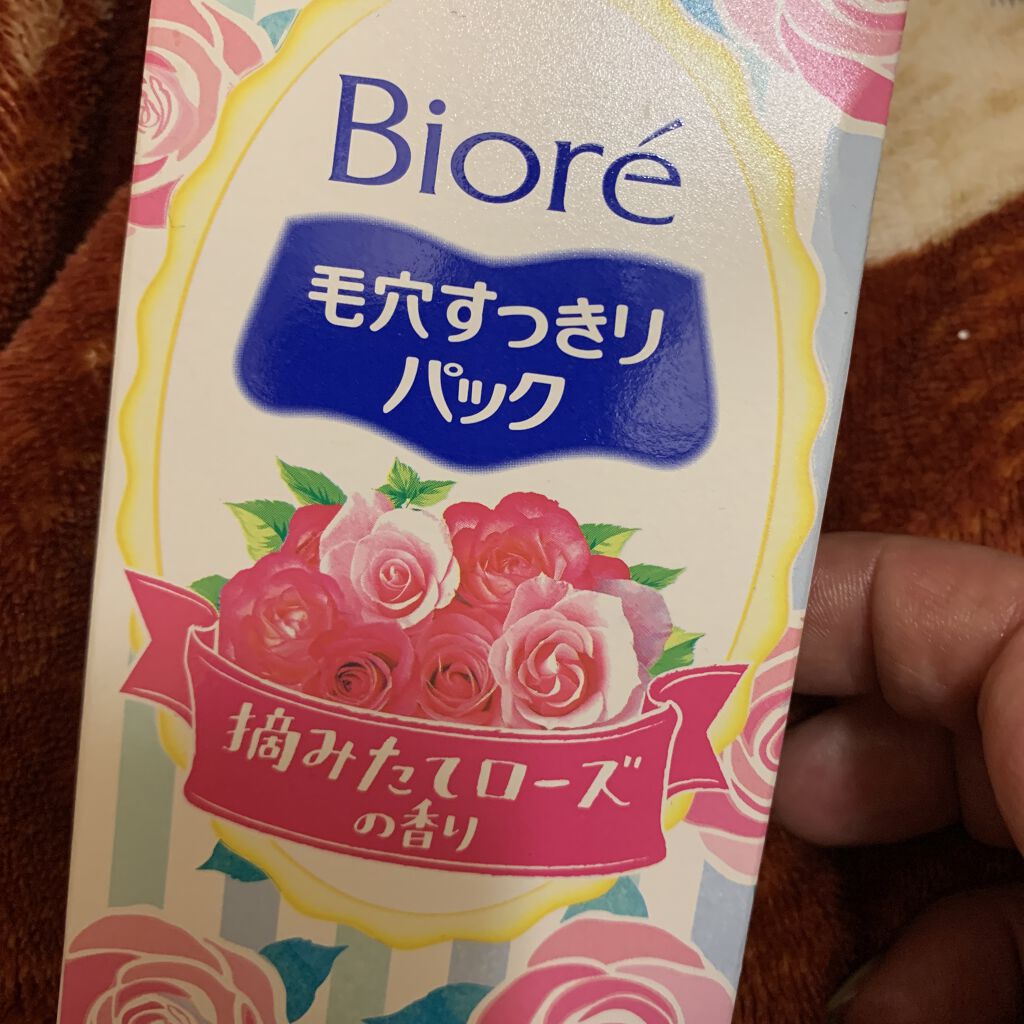 Bioré
毛穴すっきり
パック
摘みたてローズ
の香り